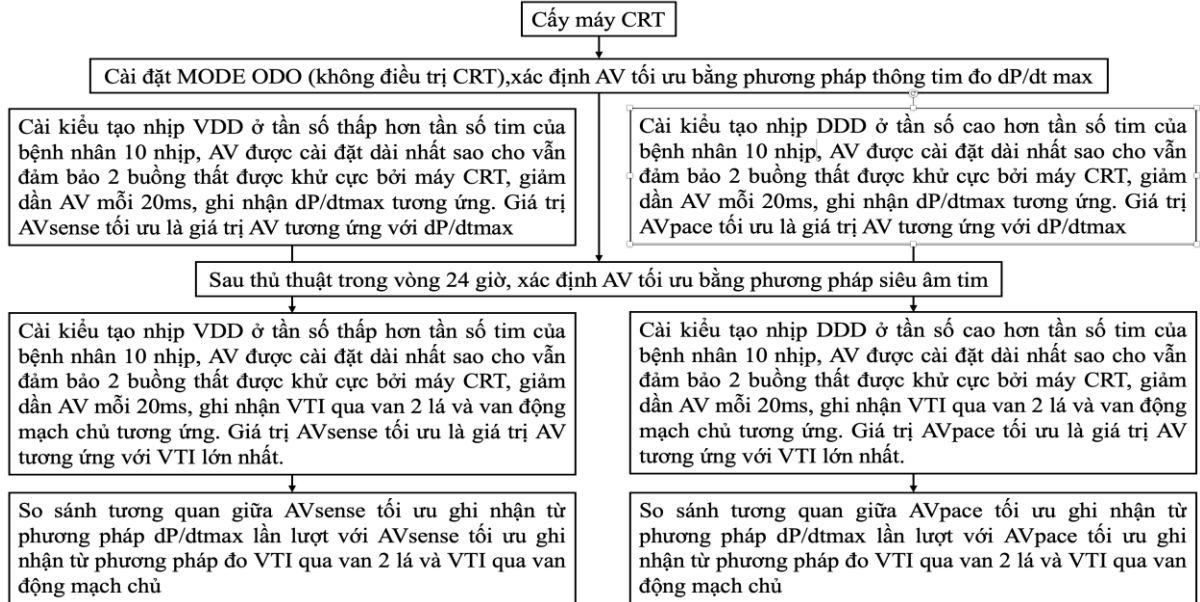 Cấy máy CRT
Cài đặt MODE ODO (không điều trị CRT),xác định AV tối ưu bằng phương pháp thông tim đo dP/dt max
Cài kiểu tạo nhịp VDD ở tần số thấp hơn tần số tim của
bệnh nhân 10 nhịp, AV được cài đặt dài nhất sao cho vẫn
đảm bảo 2 buồng thất được khử cực bởi máy CRT, giảm
dần AV mỗi 20ms, ghi nhận dP/dtmax tương ứng. Giá trị
AVsense tối ưu là giá trị AV tương ứng với dP/dtmax
Cài kiểu tạo nhịp DDD ở tần số cao hơn tần số tim của
bệnh nhân 10 nhịp, AV được cài đặt dài nhất sao cho vẫn
đảm bảo 2 buồng thất được khử cực bởi máy CRT, giảm
dần AV mỗi 20ms, ghi nhận dP/dtmax tương ứng. Giá trị
AVpace tối ưu là giá trị AV tương ứng với dP/dtmax
Sau thủ thuật trong vòng 24 giờ, xác định AV tối ưu bằng phương pháp siêu âm tim
Cài kiểu tạo nhịp VDD ở tần số thấp hơn tần số tim của
bệnh nhân 10 nhịp, AV được cài đặt dài nhất sao cho vẫn
đảm bảo 2 buồng thất được khử cực bởi máy CRT, giảm
dần AV mỗi 20ms, ghi nhận VTI qua van 2 lá và van động
mạch chủ tương ứng. Giá trị AVsense tối ưu là giá trị AV
tương ứng với VTI lớn nhất.
Cài kiểu tạo nhịp DDD ở tần số cao hơn tần số tim của
bệnh nhân 10 nhịp, AV được cài đặt dài nhất sao cho vẫn
đảm bảo 2 buồng thất được khử cực bởi máy CRT, giảm
dần AV mỗi 20ms, ghi nhận VTI qua van 2 lá và van động
mạch chủ tương ứng. Giá trị AVpace tối ưu là giá trị AV
tương ứng với VTI lớn nhất.
So sánh tương quan giữa AVsense tối ưu ghi nhận từ
phương pháp dP/dtmax lần lượt với AVsense tối ưu ghi
nhận từ phương pháp đo VTI qua van 2 lá và VTI qua van
động mạch chủ
So sánh tương quan giữa AVpace tối ưu ghi nhận từ
phương pháp dP/dtmax lần lượt với AVpace tối ưu ghi
nhận từ phương pháp đo VTI qua van 2 lá và VTI qua van
động mạch chủ